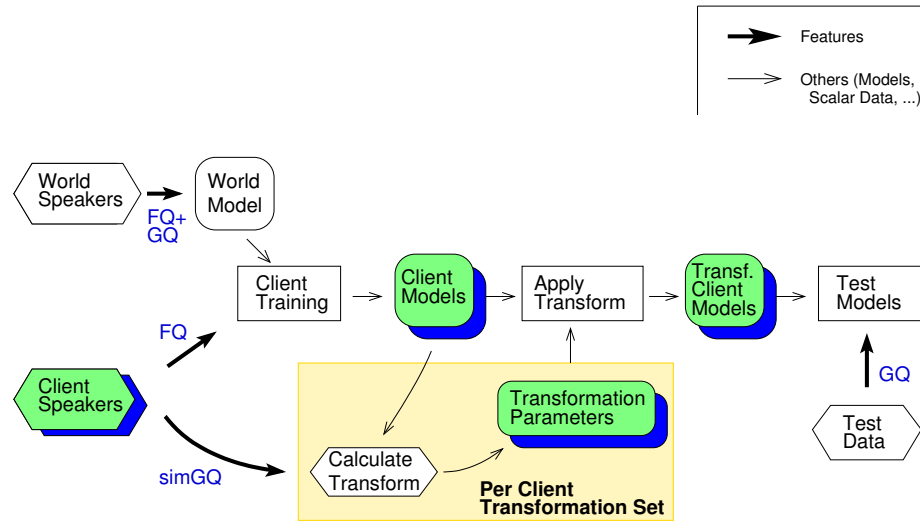 Features
Others (Models,
Scalar Data, ...)
World
Speakers
FQ+
GQ
World
Model
Client
Training
Client
Models
Apply
Transform
Transf.
Client
Models
Test
Models
FQ
GQ
Client
Speakers
Transformation
Parameters
Test
Data
simGQ
Calculate
Transform
Per Client
Transformation Set